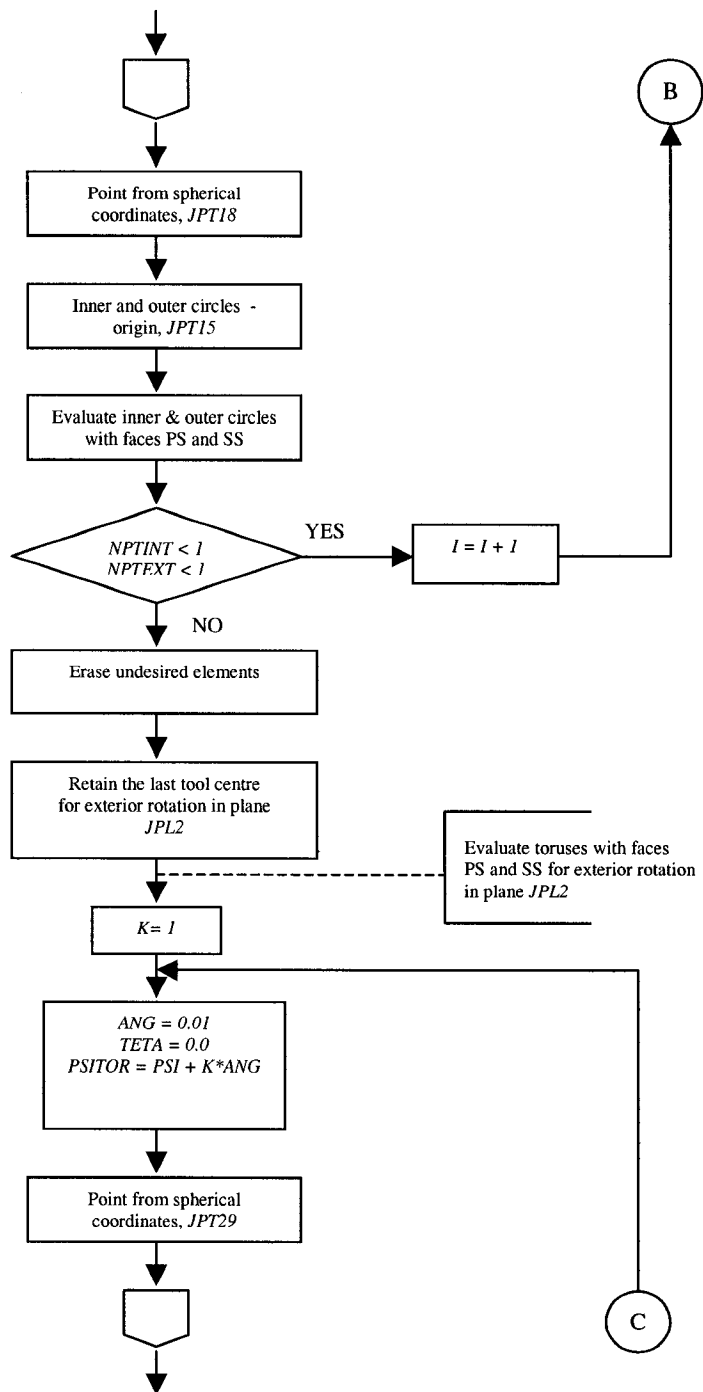 B
Point from spherical
coordinates, JPT18
Inner and outer circles -
origin, JPT15
Evaluate inner & outer circles
with faces PS and SS
NPTINT < 1
NPTEXT < 1
YES
I = I + 1
NO
Erase undesired elements
Retain the last tool centre
for exterior rotation in plane
JPL2
Evaluate toruses with faces
PS and SS for exterior rotation
in plane JPL2
K= 1
ANG = 0.01
TETA = 0.0
PSITOR = PSI + K*ANG
Point from spherical
coordinates, JPT29
C